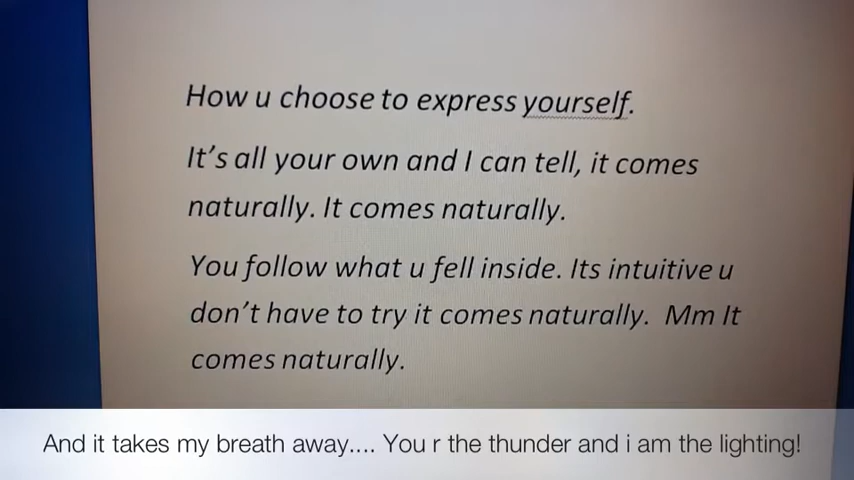 How u choose to express yourself.
It's all your own and I can tell, it comes
naturally. It comes naturally.
You follow what u fell inside. Its intuitive u
don't have to try it comes naturally.  Mm It
comes naturally.
And it takes my breath away.... You r the thunder and i am the lighting!